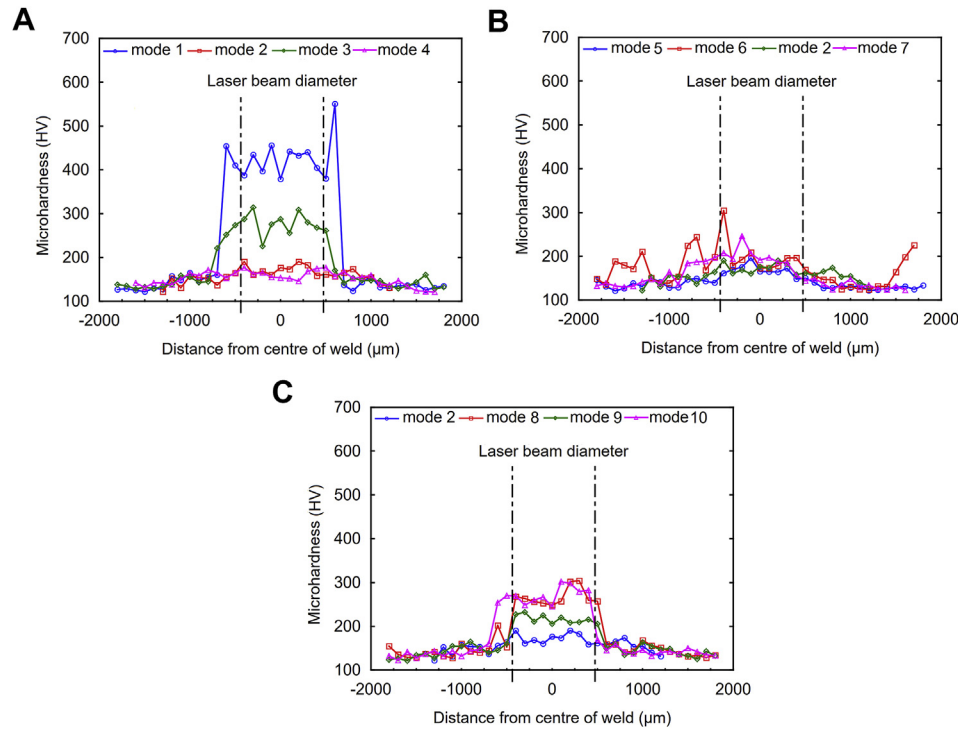 A
700
mode 1 mode 2 mode 3 mode 4
Laser beam diameter
600
500
400
300
200
100
Microhardness (HV)
-2000 -1000 0 1000 2000
Distance from centre of weld (µm)
B
700
mode 5 mode 6 mode 2 mode 7
Laser beam diameter
600
500
400
300
200
100
Microhardness (HV)
-2000 -1000 0 1000 2000
Distance from centre of weld (µm)
C
700
mode 2 mode 8 mode 9 mode 10
Laser beam diameter
600
500
400
300
200
100
Microhardness (HV)
-2000 -1000 0 1000 2000
Distance from centre of weld (µm)